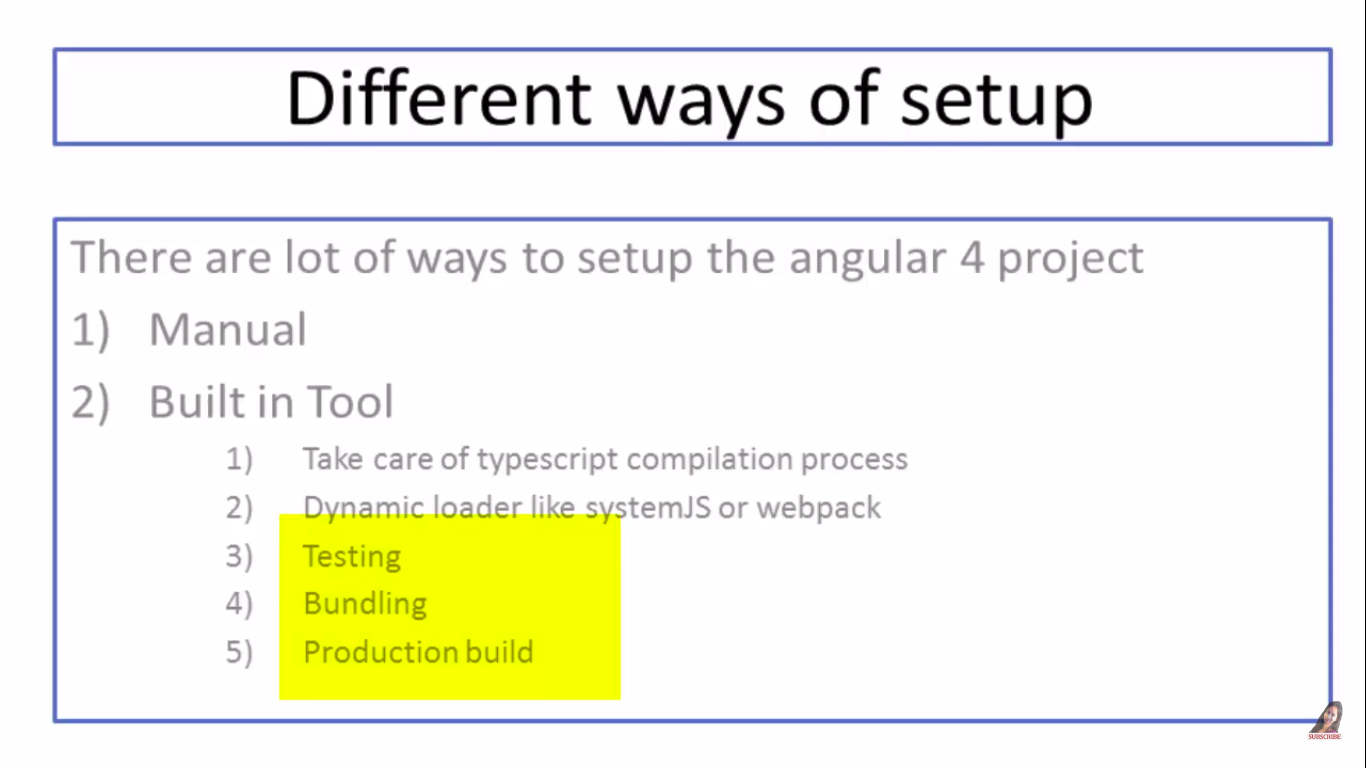 Different ways of setup
There are lot of ways to setup the angular 4 project
1) Manual
2) Built in Tool
1) Take care of typescript compilation process
2) Dynamic loader like systemJS or webpack
3) Testing
4) Bundling
5) Production build
SUBSCRIBE